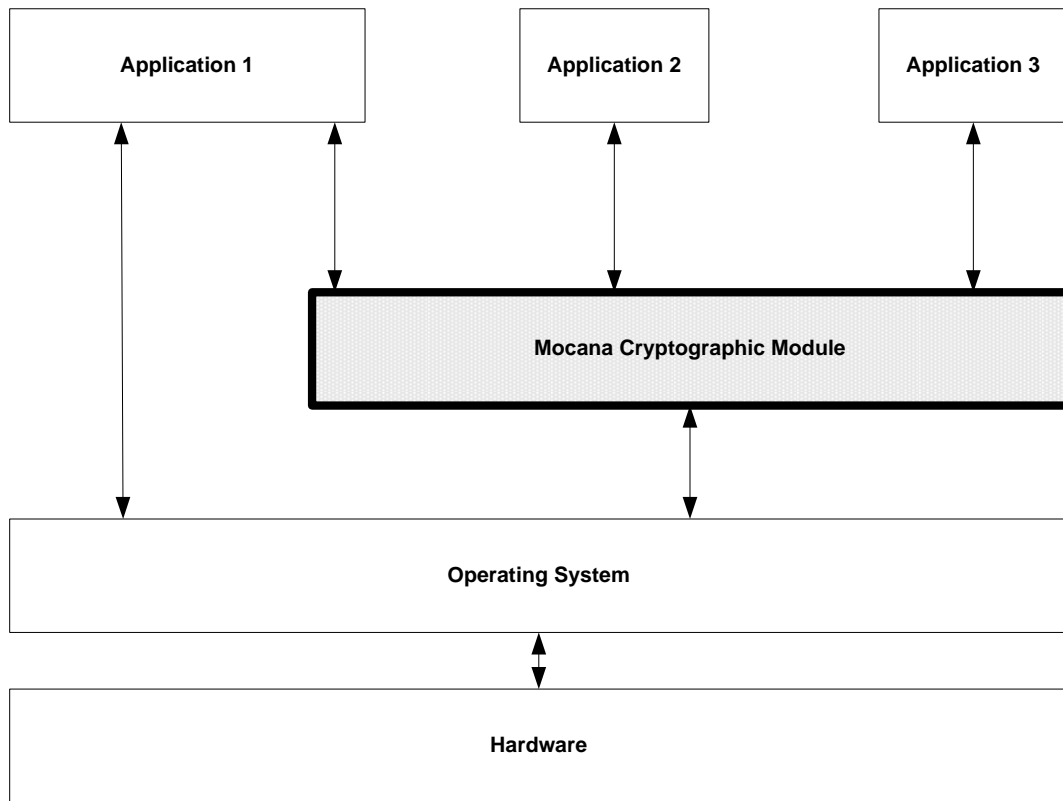 Application 1
Application 2
Application 3
Mocana Cryptographic Module
Operating System
Hardware